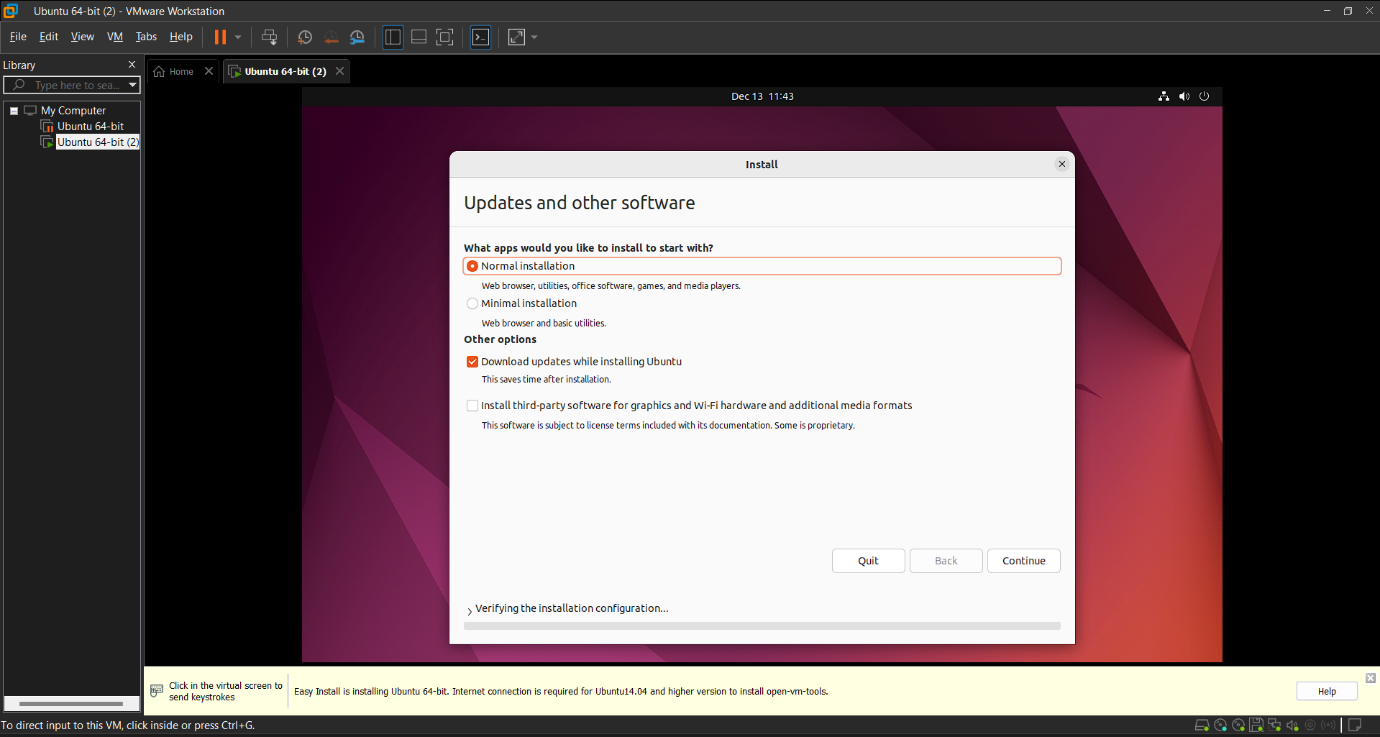 Ubuntu 64-bit (2) - VMware Workstation
File Edit View VM Tabs Help
Library
Type here to sea...
Home
Ubuntu 64-bit (2)
My Computer
Ubuntu 64-bit
Ubuntu 64-bit (2)
Dec 13 11:43
Install
Updates and other software
What apps would you like to install to start with?
Normal installation
Web browser, utilities, office software, games, and media players.
Minimal installation
Web browser and basic utilities.
Other options
Download updates while installing Ubuntu
This saves time after installation.
Install third-party software for graphics and Wi-Fi hardware and additional media formats
This software is subject to license terms included with its documentation. Some is proprietary.
Quit Back Continue
Verifying the installation configuration...
Click in the virtual screen to
send keystrokes
Easy Install is installing Ubuntu 64-bit. Internet connection is required for Ubuntu14.04 and higher version to install open-vm-tools.
Help
To direct input to this VM, click inside or press Ctrl+G.